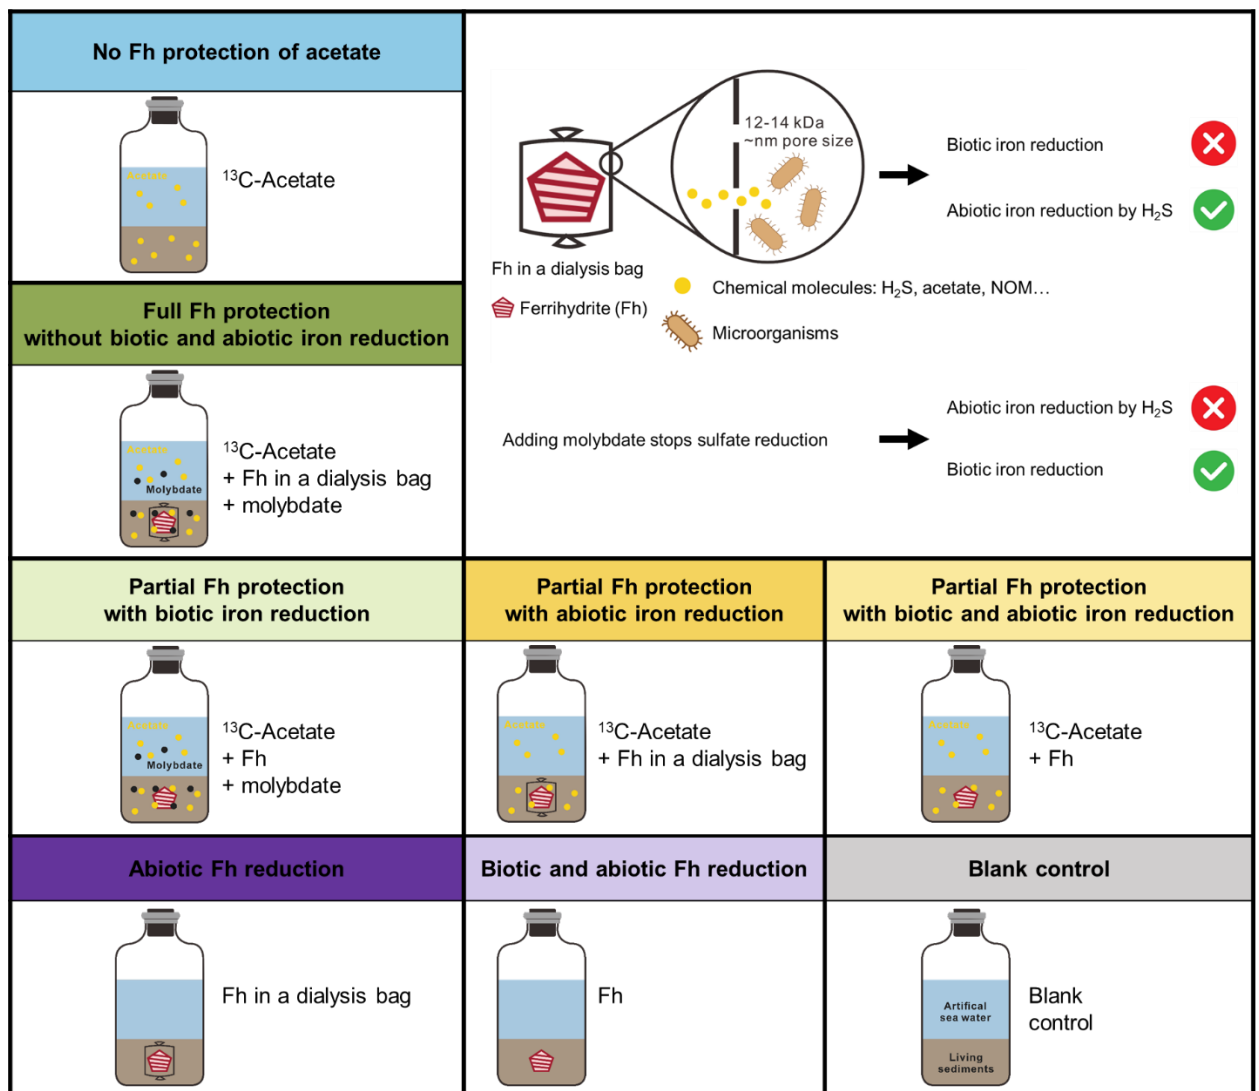 No Fh protection of acetate
Acetate
¹³C-Acetate
12-14 kDa
~nm pore size
Biotic iron reduction
Abiotic iron reduction by H₂S
Fh in a dialysis bag
Ferrihydrite (Fh)
Chemical molecules: H₂S, acetate, NOM…
Microorganisms
Adding molybdate stops sulfate reduction
Abiotic iron reduction by H₂S
Biotic iron reduction
Full Fh protection
without biotic and abiotic iron reduction
Acetate
Molybdate
¹³C-Acetate
+ Fh in a dialysis bag
+ molybdate
Partial Fh protection
with biotic iron reduction
Acetate
Molybdate
¹³C-Acetate
+ Fh
+ molybdate
Partial Fh protection
with abiotic iron reduction
Acetate
¹³C-Acetate
+ Fh in a dialysis bag
Partial Fh protection
with biotic and abiotic iron reduction
Acetate
¹³C-Acetate
+ Fh
Abiotic Fh reduction
Fh in a dialysis bag
Biotic and abiotic Fh reduction
Fh
Blank control
Artifical
sea water
Living
sediments
Blank
control